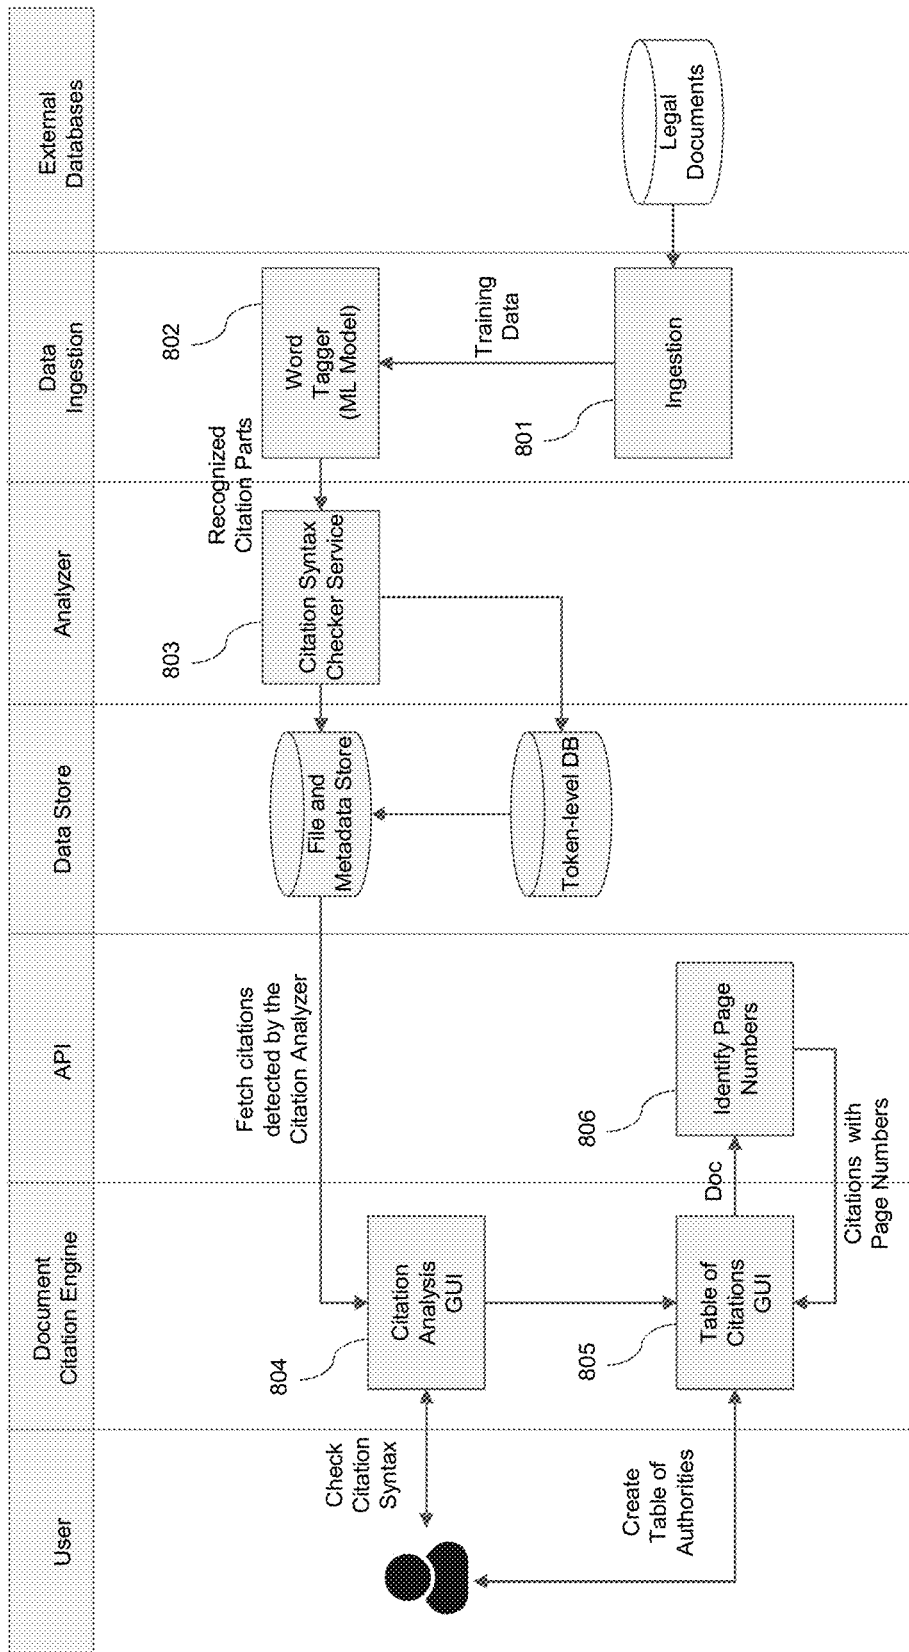 User
Document
Citation Engine
API
Data Store
Analyzer
Data
Ingestion
External
Databases
Check
Citation
Syntax
Create
Table of
Authorities
804
Citation
Analysis
GUI
805
Table of
Citations
GUI
Fetch citations
detected by the
Citation Analyzer
Doc
806
Identify Page
Numbers
Citations with
Page Numbers
File and
Metadata Store
Token-level DB
803
Citation Syntax
Checker Service
Recognized
Citation Parts
802
Word
Tagger
(ML Model)
Training
Data
801
Ingestion
Legal
Documents